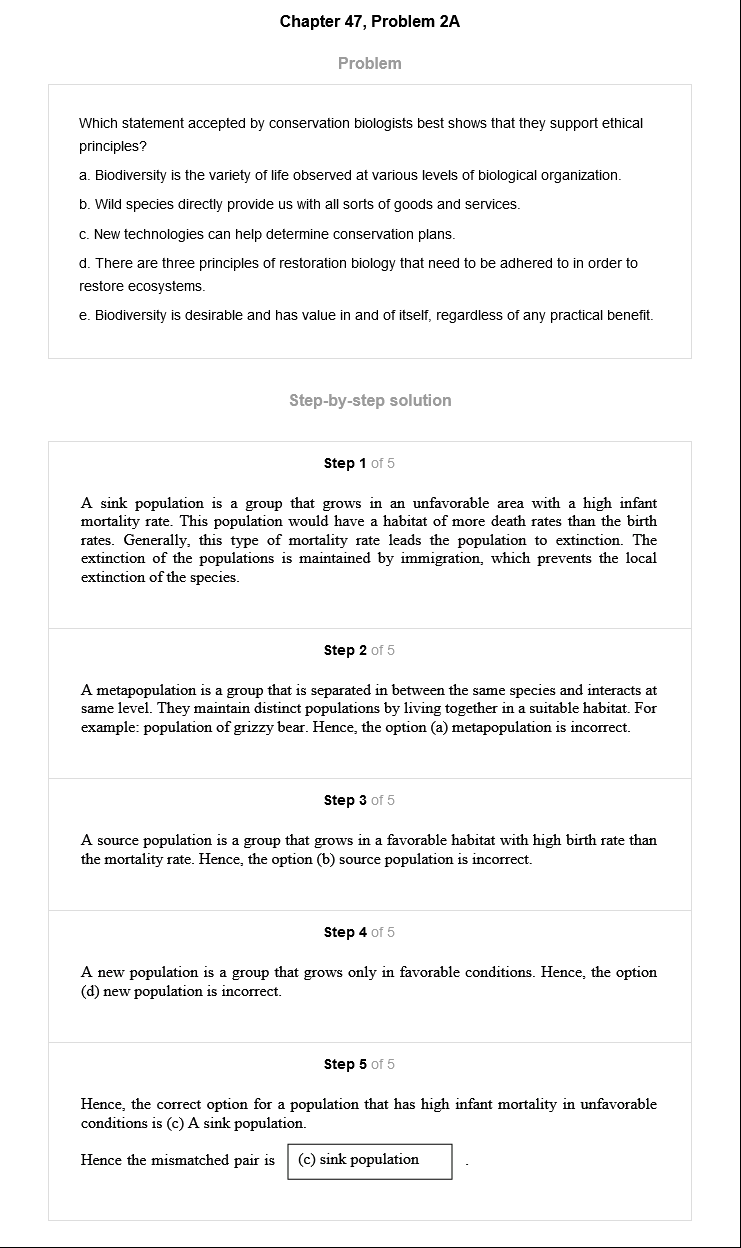 Chapter 47, Problem 2A
Problem
Which statement accepted by conservation biologists best shows that they support ethical
principles?
a. Biodiversity is the variety of life observed at various levels of biological organization.
b. Wild species directly provide us with all sorts of goods and services.
c. New technologies can help determine conservation plans.
d. There are three principles of restoration biology that need to be adhered to in order to
restore ecosystems.
e. Biodiversity is desirable and has value in and of itself, regardless of any practical benefit.
Step-by-step solution
Step 1 of 5
A sink population is a group that grows in an unfavorable area with a high infant
mortality rate. This population would have a habitat of more death rates than the birth
rates. Generally, this type of mortality rate leads the population to extinction. The
extinction of the populations is maintained by immigration, which prevents the local
extinction of the species.
Step 2 of 5
A metapopulation is a group that is separated in between the same species and interacts at
same level. They maintain distinct populations by living together in a suitable habitat. For
example: population of grizzy bear. Hence, the option (a) metapopulation is incorrect.
Step 3 of 5
A source population is a group that grows in a favorable habitat with high birth rate than
the mortality rate. Hence, the option (b) source population is incorrect.
Step 4 of 5
A new population is a group that grows only in favorable conditions. Hence, the option
(d) new population is incorrect.
Step 5 of 5
Hence, the correct option for a population that has high infant mortality in unfavorable
conditions is (c) A sink population.
Hence the mismatched pair is (c) sink population .